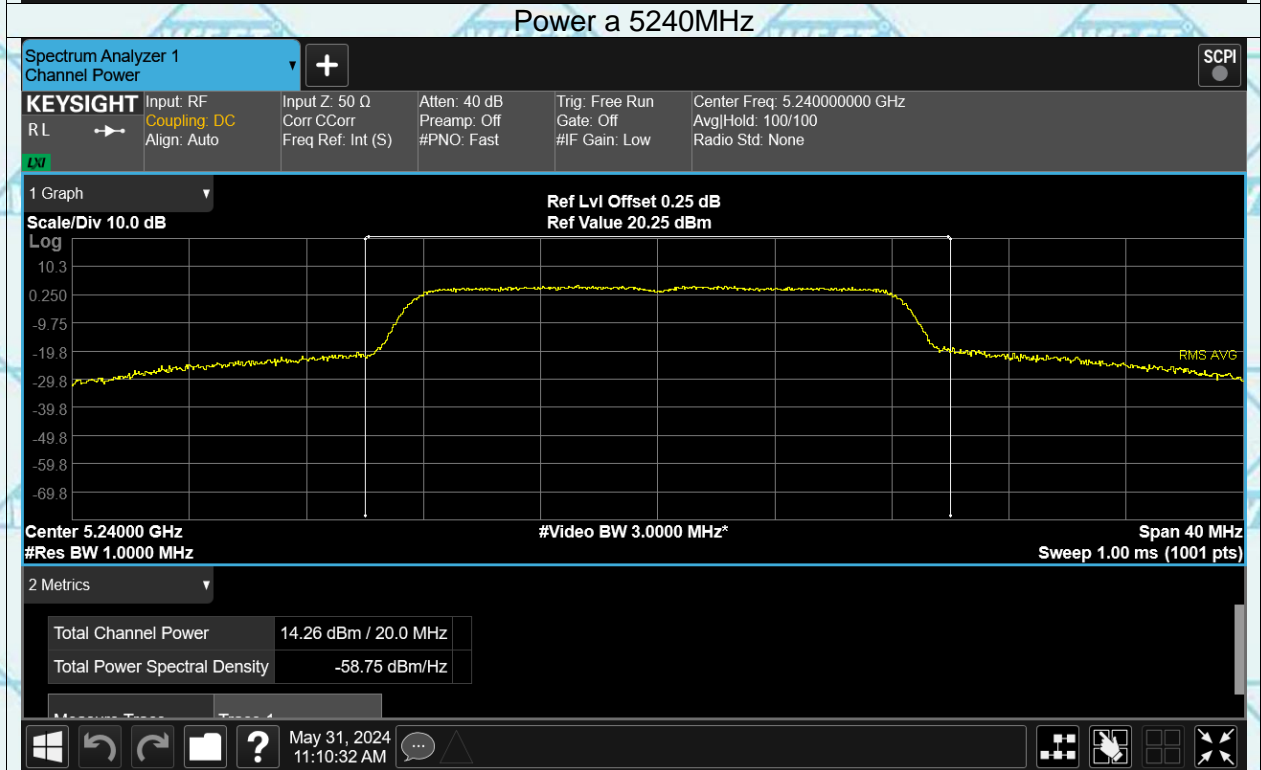 Power a 5240MHz
Spectrum Analyzer 1
Channel Power
SCPI
KEYSIGHT
RL
LXI
Input: RF
Coupling: DC
Align: Auto
Input Z: 50 Ω
Corr CCorr
Freq Ref: Int (S)
Atten: 40 dB
Preamp: Off
#PNO: Fast
Trig: Free Run
Gate: Off
#IF Gain: Low
Center Freq: 5.240000000 GHz
Avg|Hold: 100/100
Radio Std: None
1 Graph
Scale/Div 10.0 dB
Ref Lvl Offset 0.25 dB
Ref Value 20.25 dBm
Log
10.3
0.250
-9.75
-19.8
-29.8
-39.8
-49.8
-59.8
-69.8
RMS AVG
Center 5.24000 GHz
#Video BW 3.0000 MHz*
Span 40 MHz
#Res BW 1.0000 MHz
Sweep 1.00 ms (1001 pts)
2 Metrics
Total Channel Power 14.26 dBm / 20.0 MHz
Total Power Spectral Density -58.75 dBm/Hz
May 31, 2024
11:10:32 AM